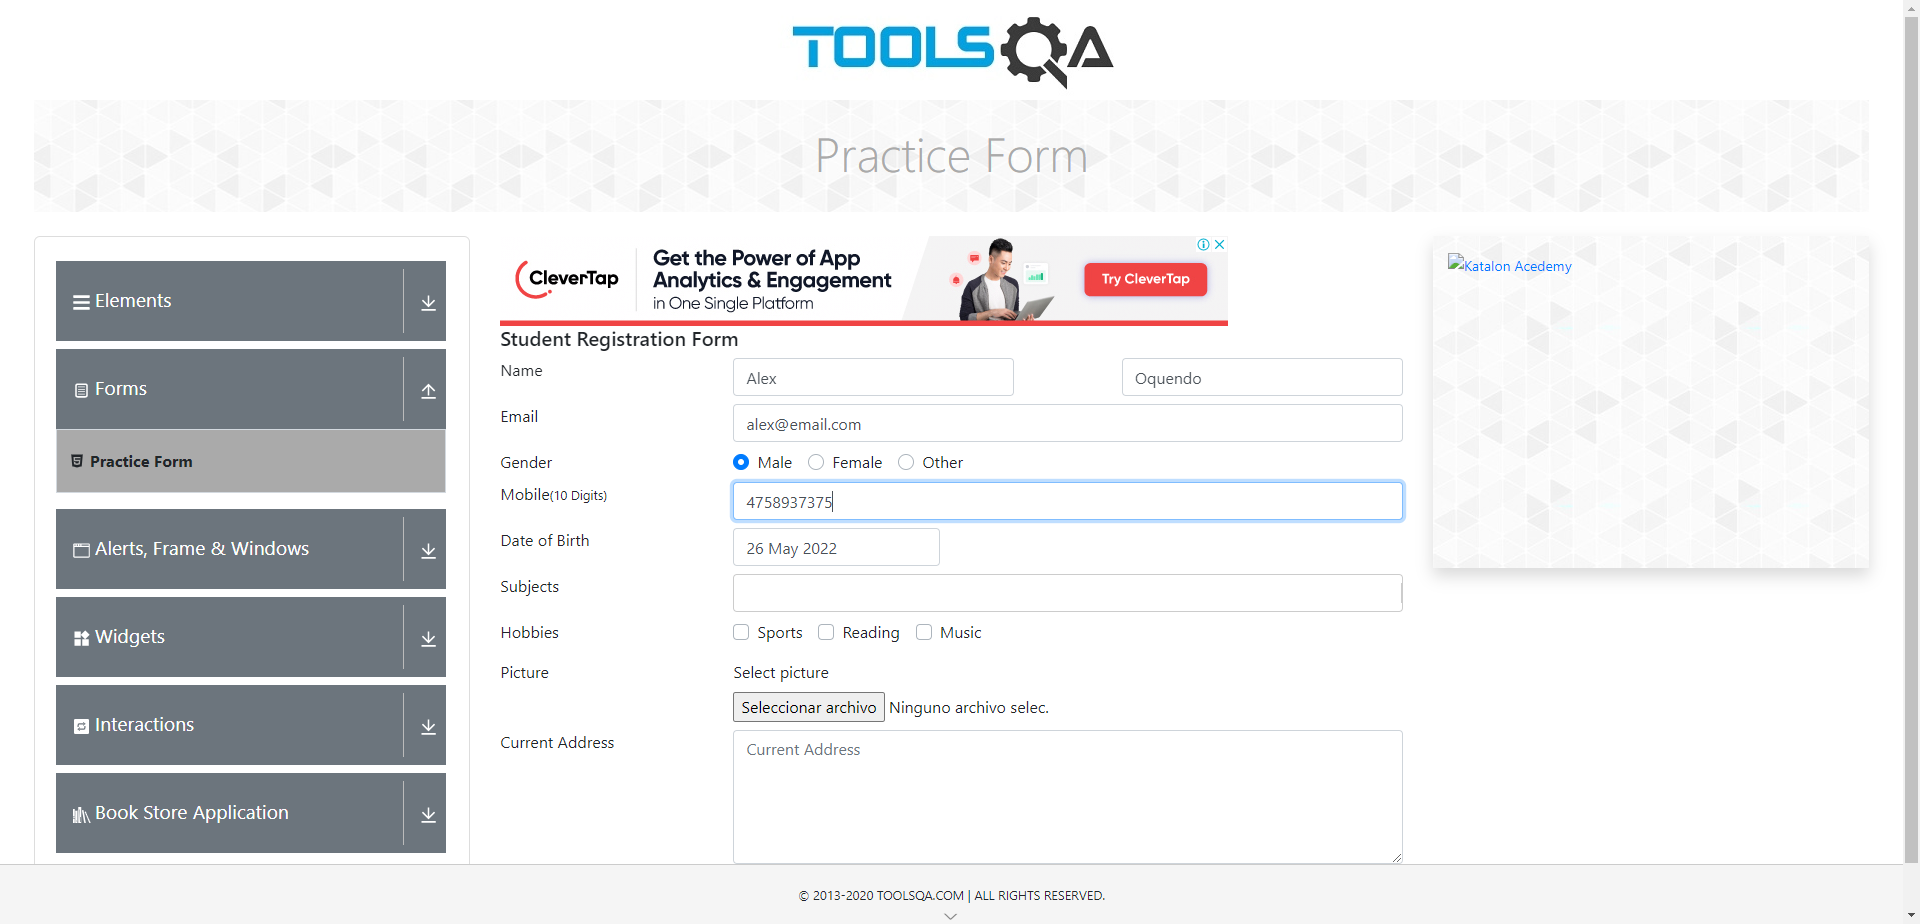 TOOLSQA
Practice Form
Elements
Forms
Practice Form
Alerts, Frame & Windows
Widgets
Interactions
Book Store Application
CleverTap
Get the Power of App
Analytics & Engagement
in One Single Platform
Try CleverTap
Student Registration Form
Name
Alex
Oquendo
Email
alex@email.com
Gender
Male
Female
Other
Mobile(10 Digits)
4758937375
Date of Birth
26 May 2022
Subjects
Hobbies
Sports
Reading
Music
Picture
Select picture
Seleccionar archivo
Ninguno archivo selec.
Current Address
Current Address
Katalon Acedemy
© 2013-2020 TOOLSQA.COM | ALL RIGHTS RESERVED.